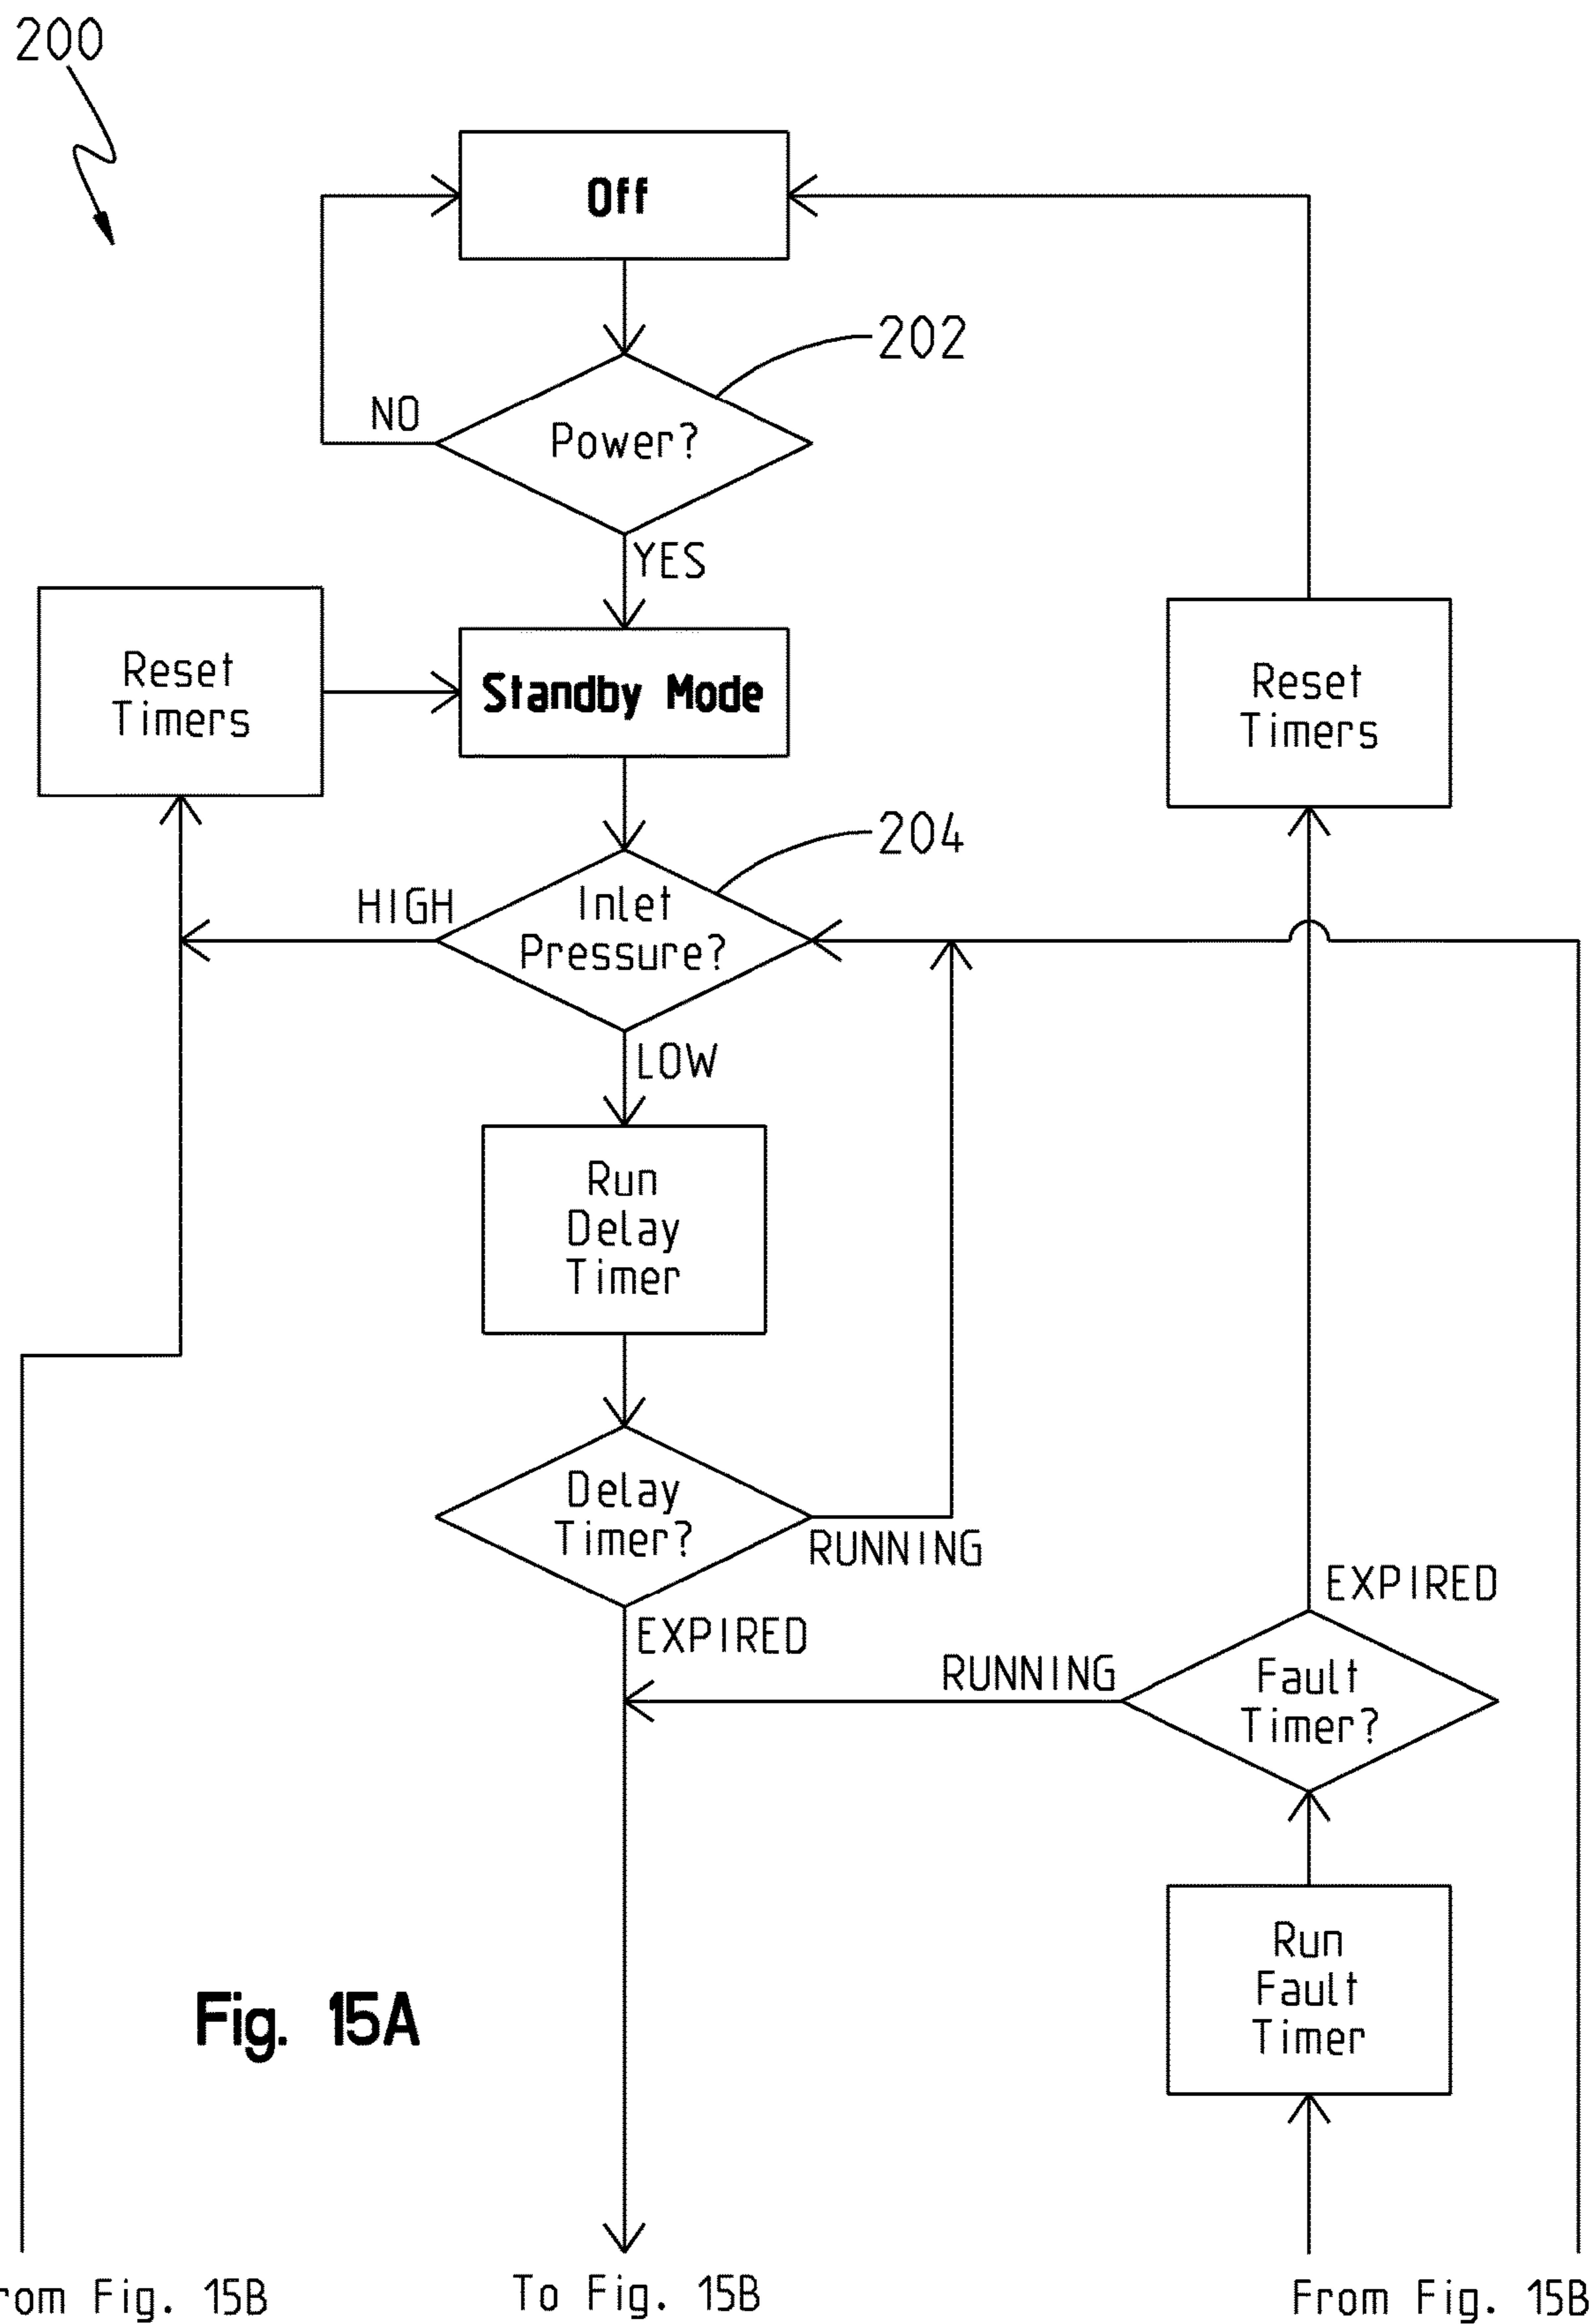 200
Off
202
NO
Power?
YES
Reset
Timers
Standby Mode
Reset
Timers
204
HIGH
Inlet
Pressure?
LOW
Run
Delay
Timer
Delay
Timer?
RUNNING
EXPIRED
EXPIRED
RUNNING
Fault
Timer?
Run
Fault
Timer
Fig. 15A
rom Fig. 15B
To Fig. 15B
From Fig. 15B